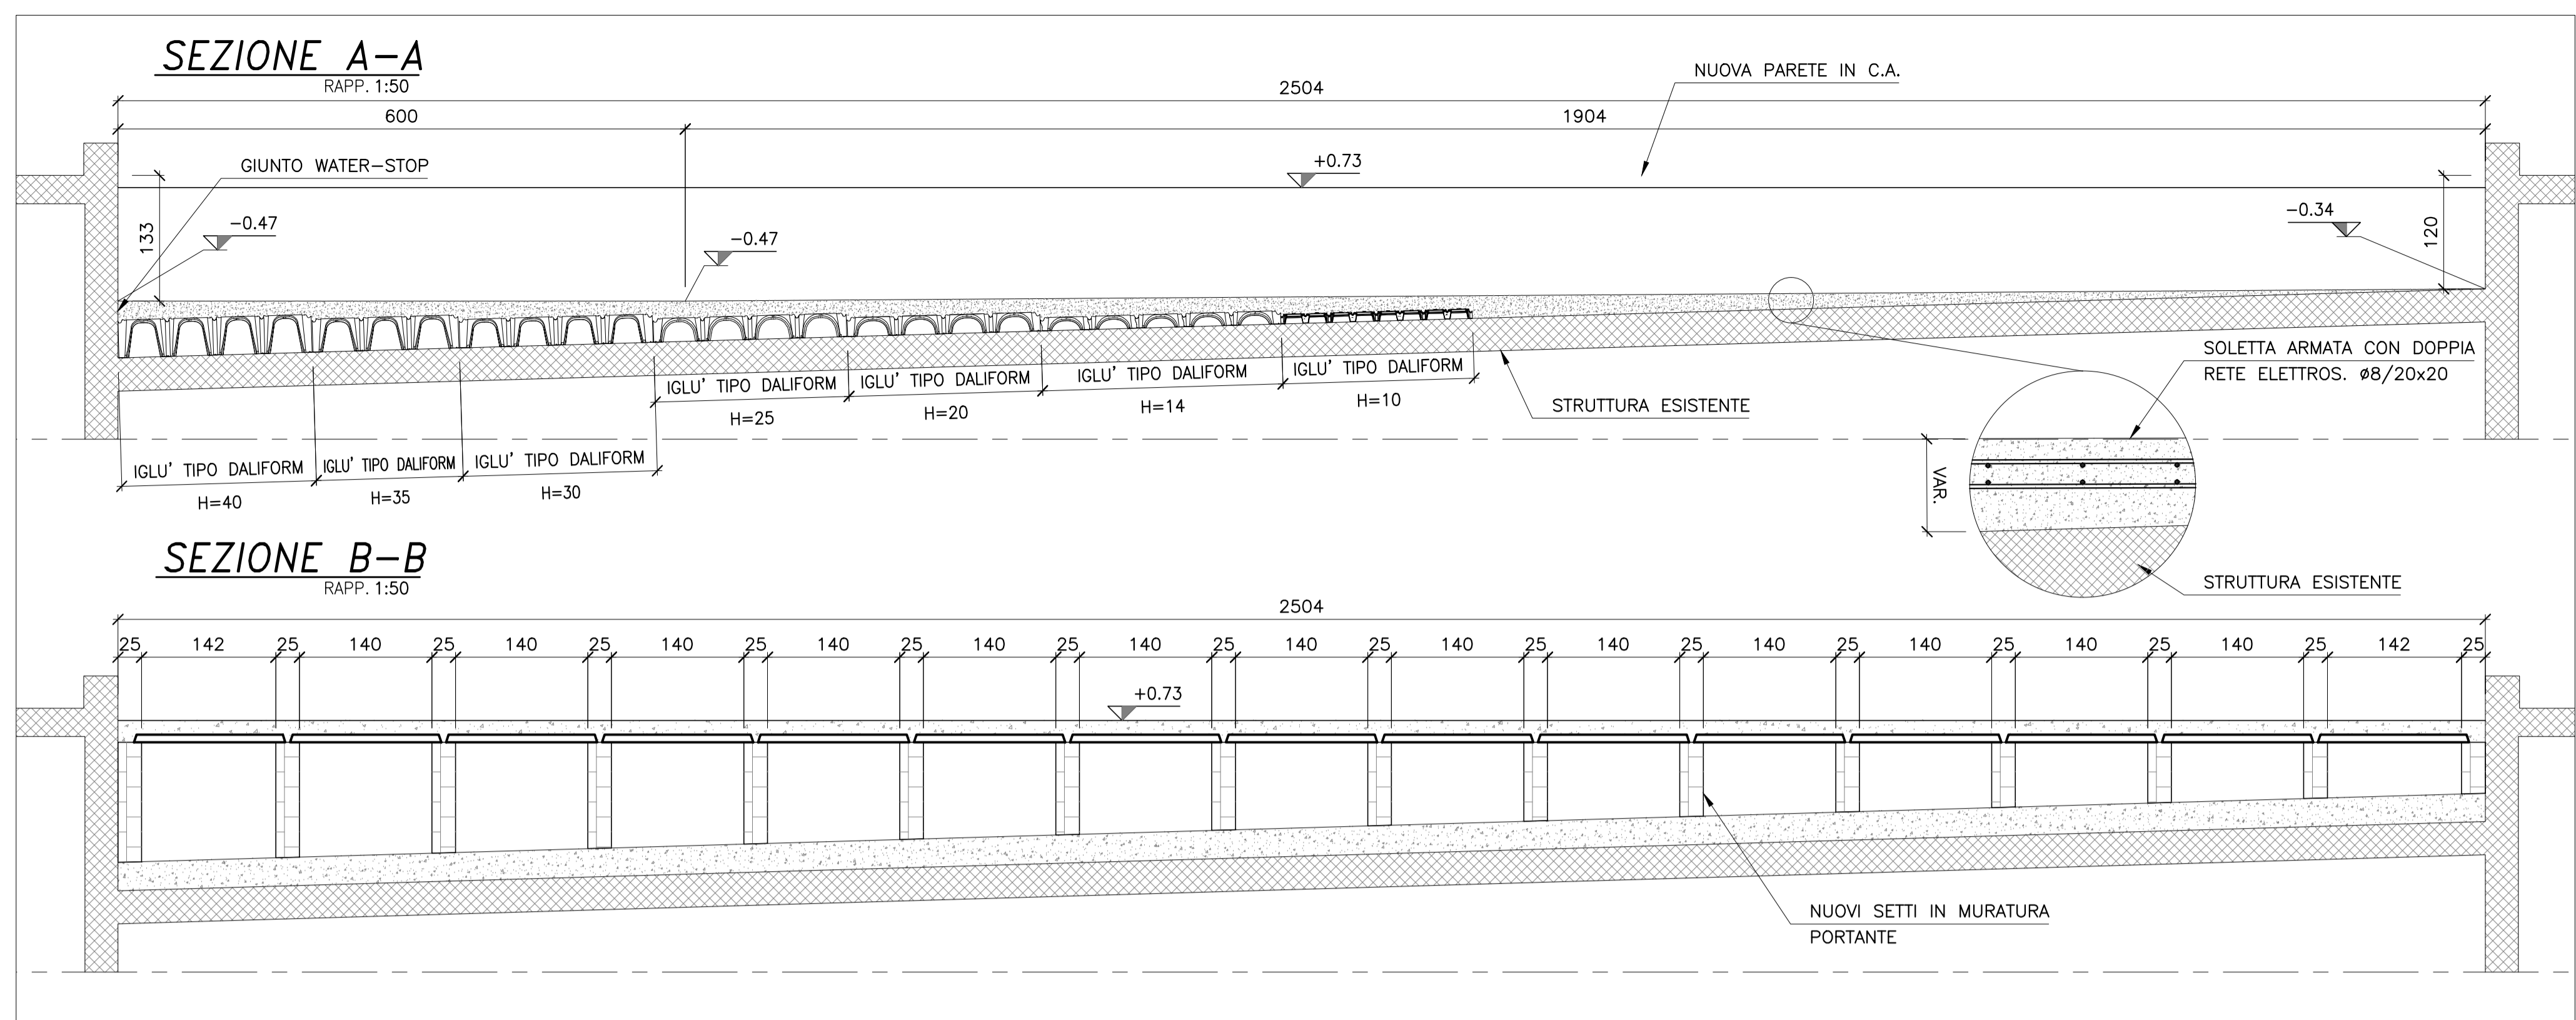 SEZIONE A-A
RAPP. 1:50
NUOVA PARETE IN C.A.
2504
600
1904
GIUNTO WATER-STOP
+0.73
133
-0.47
-0.47
-0.34
120
SOLETTA ARMATA CON DOPPIA
RETE ELETTROS. ø8/20x20
IGLU' TIPO DALIFORM
H=25
IGLU' TIPO DALIFORM
H=20
IGLU' TIPO DALIFORM
H=14
IGLU' TIPO DALIFORM
H=10
STRUTTURA ESISTENTE
IGLU' TIPO DALIFORM
H=40
IGLU' TIPO DALIFORM
H=35
IGLU' TIPO DALIFORM
H=30
VAR.
STRUTTURA ESISTENTE
SEZIONE B-B
RAPP. 1:50
2504
25 142 25 140 25 140 25 140 25 140 25 140 25 140 25 140 25 140 25 140 25 140 25 140 25 140 25 140 25 142 25
+0.73
NUOVI SETTI IN MURATURA
PORTANTE